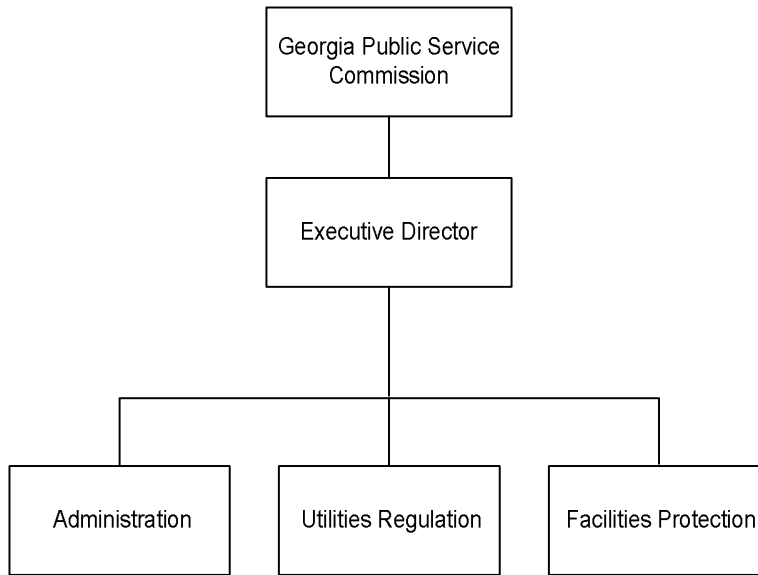 Georgia Public Service
Commission
Executive Director
Administration
Utilities Regulation
Facilities Protection